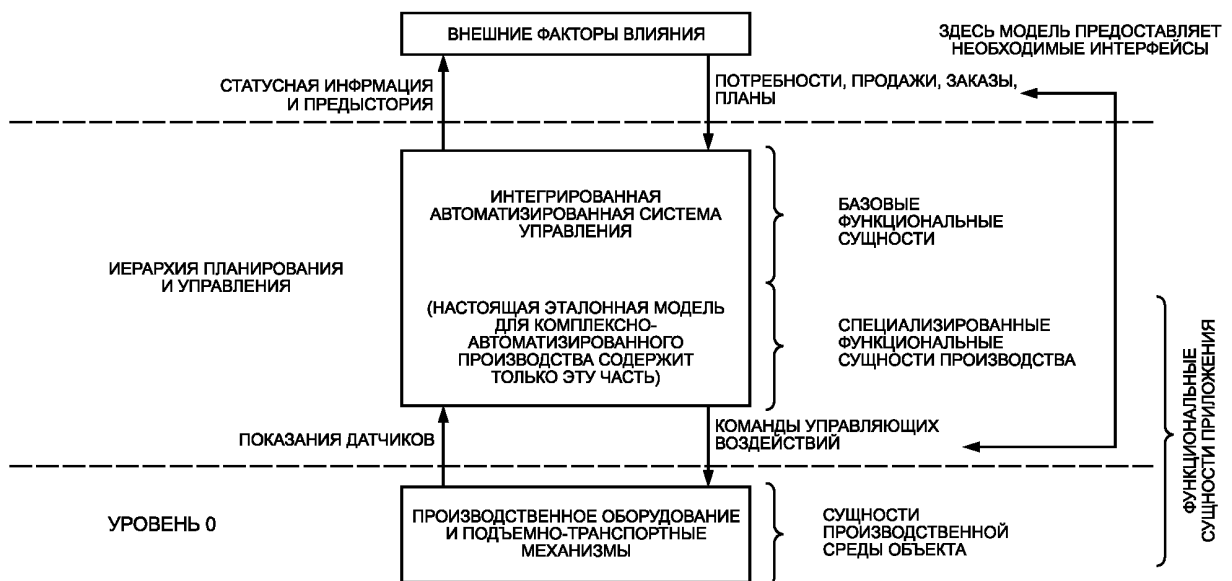 ВНЕШНИЕ ФАКТОРЫ ВЛИЯНИЯ
ЗДЕСЬ МОДЕЛЬ ПРЕДОСТАВЛЯЕТ
НЕОБХОДИМЫЕ ИНТЕРФЕЙСЫ
СТАТУСНАЯ ИНФРМАЦИЯ
И ПРЕДЫСТОРИЯ
ПОТРЕБНОСТИ, ПРОДАЖИ, ЗАКАЗЫ,
ПЛАНЫ
ИНТЕГРИРОВАННАЯ
АВТОМАТИЗИРОВАННАЯ СИСТЕМА
УПРАВЛЕНИЯ
БАЗОВЫЕ
ФУНКЦИОНАЛЬНЫЕ
СУЩНОСТИ
ИЕРАРХИЯ ПЛАНИРОВАНИЯ
И УПРАВЛЕНИЯ
(НАСТОЯЩАЯ ЭТАЛОННАЯ МОДЕЛЬ
ДЛЯ КОМПЛЕКСНО-
АВТОМАТИЗИРОВАННОГО
ПРОИЗВОДСТВА СОДЕРЖИТ
ТОЛЬКО ЭТУ ЧАСТЬ)
СПЕЦИАЛИЗИРОВАННЫЕ
ФУНКЦИОНАЛЬНЫЕ
СУЩНОСТИ ПРОИЗВОДСТВА
ПОКАЗАНИЯ ДАТЧИКОВ
КОМАНДЫ УПРАВЛЯЮЩИХ
ВОЗДЕЙСТВИЙ
ФУНКЦИОНАЛЬНЫЕ
СУЩНОСТИ ПРИЛОЖЕНИЯ
УРОВЕНЬ 0
ПРОИЗВОДСТВЕННОЕ ОБОРУДОВАНИЕ
И ПОДЪЕМНО-ТРАНСПОРТНЫЕ
МЕХАНИЗМЫ
СУЩНОСТИ
ПРОИЗВОДСТВЕННОЙ
СРЕДЫ ОБЪЕКТА